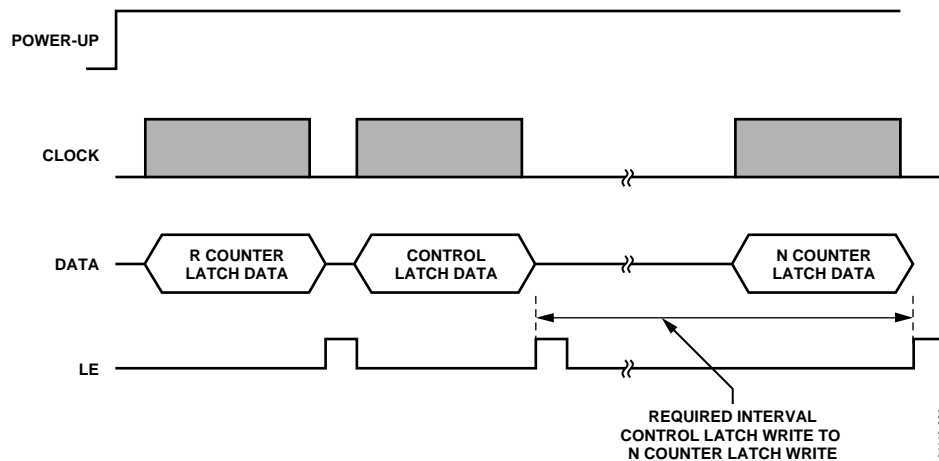 POWER-UP
CLOCK
DATA
R COUNTER
LATCH DATA
CONTROL
LATCH DATA
N COUNTER
LATCH DATA
LE
REQUIRED INTERVAL
CONTROL LATCH WRITE TO
N COUNTER LATCH WRITE